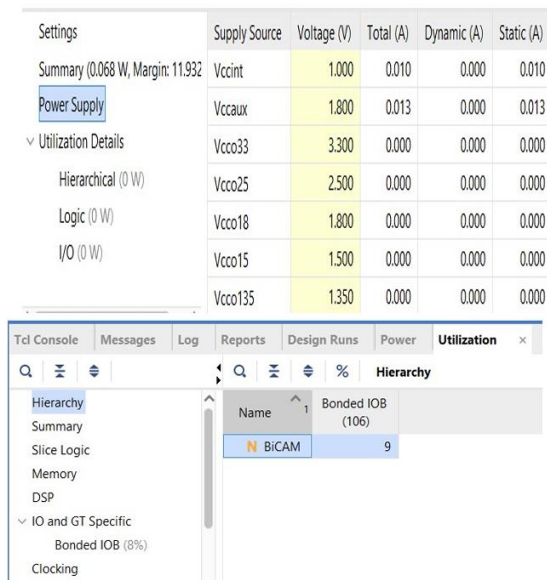 Settings
Summary (0.068 W, Margin: 11.932
Power Supply
Utilization Details
Hierarchical (0 W)
Logic (0 W)
I/O (0 W)
Supply Source Voltage (V) Total (A) Dynamic (A) Static (A)
Vccint 1.000 0.010 0.000 0.010
Vccaux 1.800 0.013 0.000 0.013
Vcco33 3.300 0.000 0.000 0.000
Vcco25 2.500 0.000 0.000 0.000
Vcco18 1.800 0.000 0.000 0.000
Vcco15 1.500 0.000 0.000 0.000
Vcco135 1.350 0.000 0.000 0.000
Tcl Console Messages Log Reports Design Runs Power Utilization ×
Hierarchy
Summary
Slice Logic
Memory
DSP
IO and GT Specific
Bonded IOB (8%)
Clocking
% Hierarchy
Name 1 Bonded IOB
(106)
N BiCAM 9